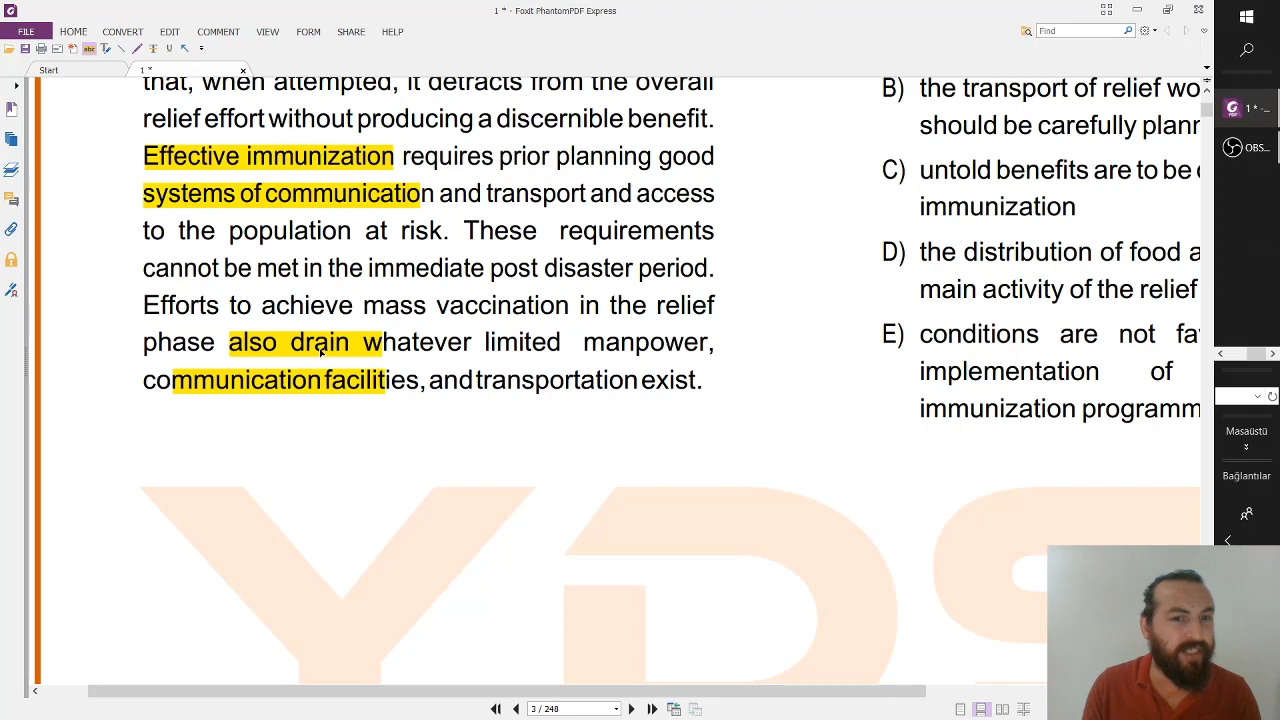 1 * - Foxit PhantomPDF Express
FILE HOME CONVERT EDIT COMMENT VIEW FORM SHARE HELP
Find
Start 1 *
that, when attempted, it detracts from the overall
relief effort without producing a discernible benefit.
Effective immunization requires prior planning good
systems of communication and transport and access
to the population at risk. These requirements
cannot be met in the immediate post disaster period.
Efforts to achieve mass vaccination in the relief
phase also drain whatever limited manpower,
communication facilities, and transportation exist.
B) the transport of relief wo
should be carefully plann
C) untold benefits are to be
immunization
D) the distribution of food a
main activity of the relief
E) conditions are not fav
implementation of
immunization programm
YDS
3 / 248
1 * -...
OBS...
Masaüstü
Bağlantılar